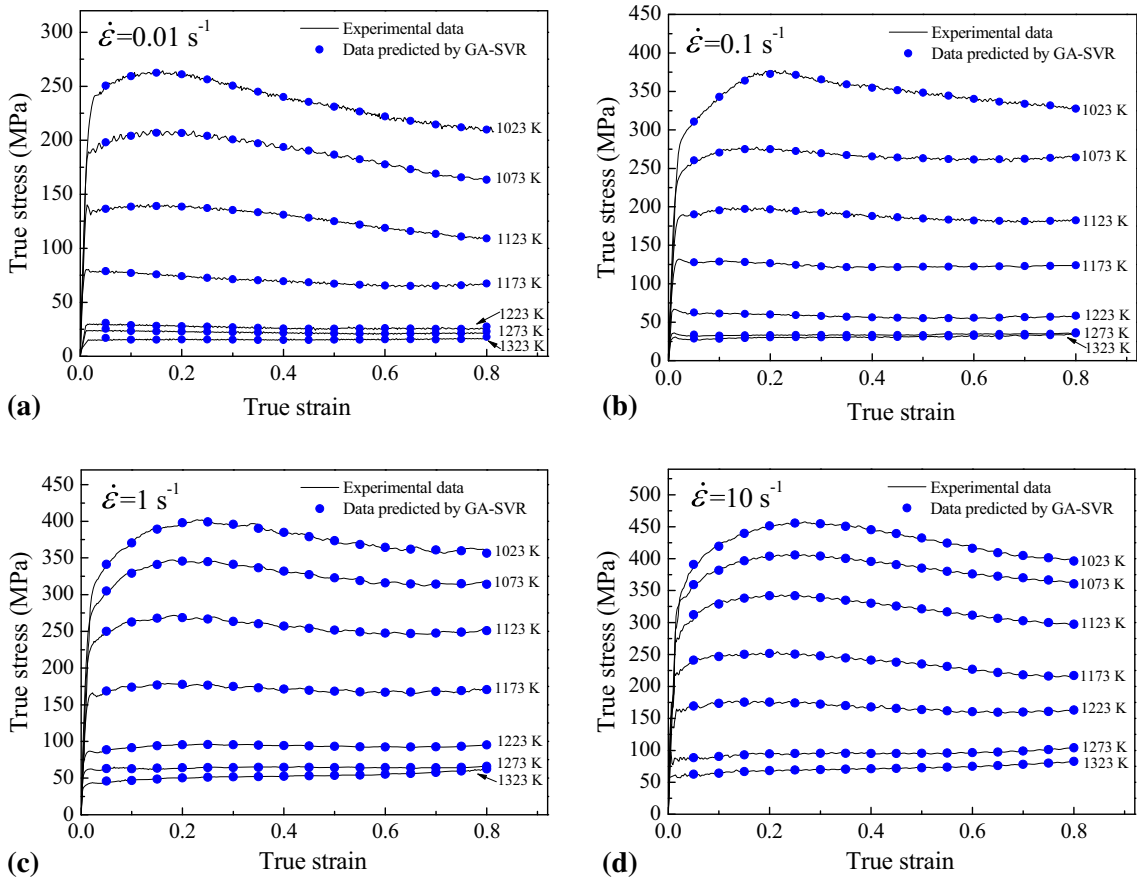 ε̇=0.01 s⁻¹
Experimental data
Data predicted by GA-SVR
300
250
200
150
100
50
0
True stress (MPa)
1023 K
1073 K
1123 K
1173 K
1223 K
1273 K
1323 K
0.0 0.2 0.4 0.6 0.8
True strain
(a)
ε̇=0.1 s⁻¹
Experimental data
Data predicted by GA-SVR
450
400
350
300
250
200
150
100
50
0
True stress (MPa)
1023 K
1073 K
1123 K
1173 K
1223 K
1273 K
1323 K
0.0 0.2 0.4 0.6 0.8
True strain
(b)
ε̇=1 s⁻¹
Experimental data
Data predicted by GA-SVR
450
400
350
300
250
200
150
100
50
0
True stress (MPa)
1023 K
1073 K
1123 K
1173 K
1223 K
1273 K
1323 K
0.0 0.2 0.4 0.6 0.8
True strain
(c)
ε̇=10 s⁻¹
Experimental data
Data predicted by GA-SVR
500
450
400
350
300
250
200
150
100
50
0
True stress (MPa)
1023 K
1073 K
1123 K
1173 K
1223 K
1273 K
1323 K
0.0 0.2 0.4 0.6 0.8
True strain
(d)